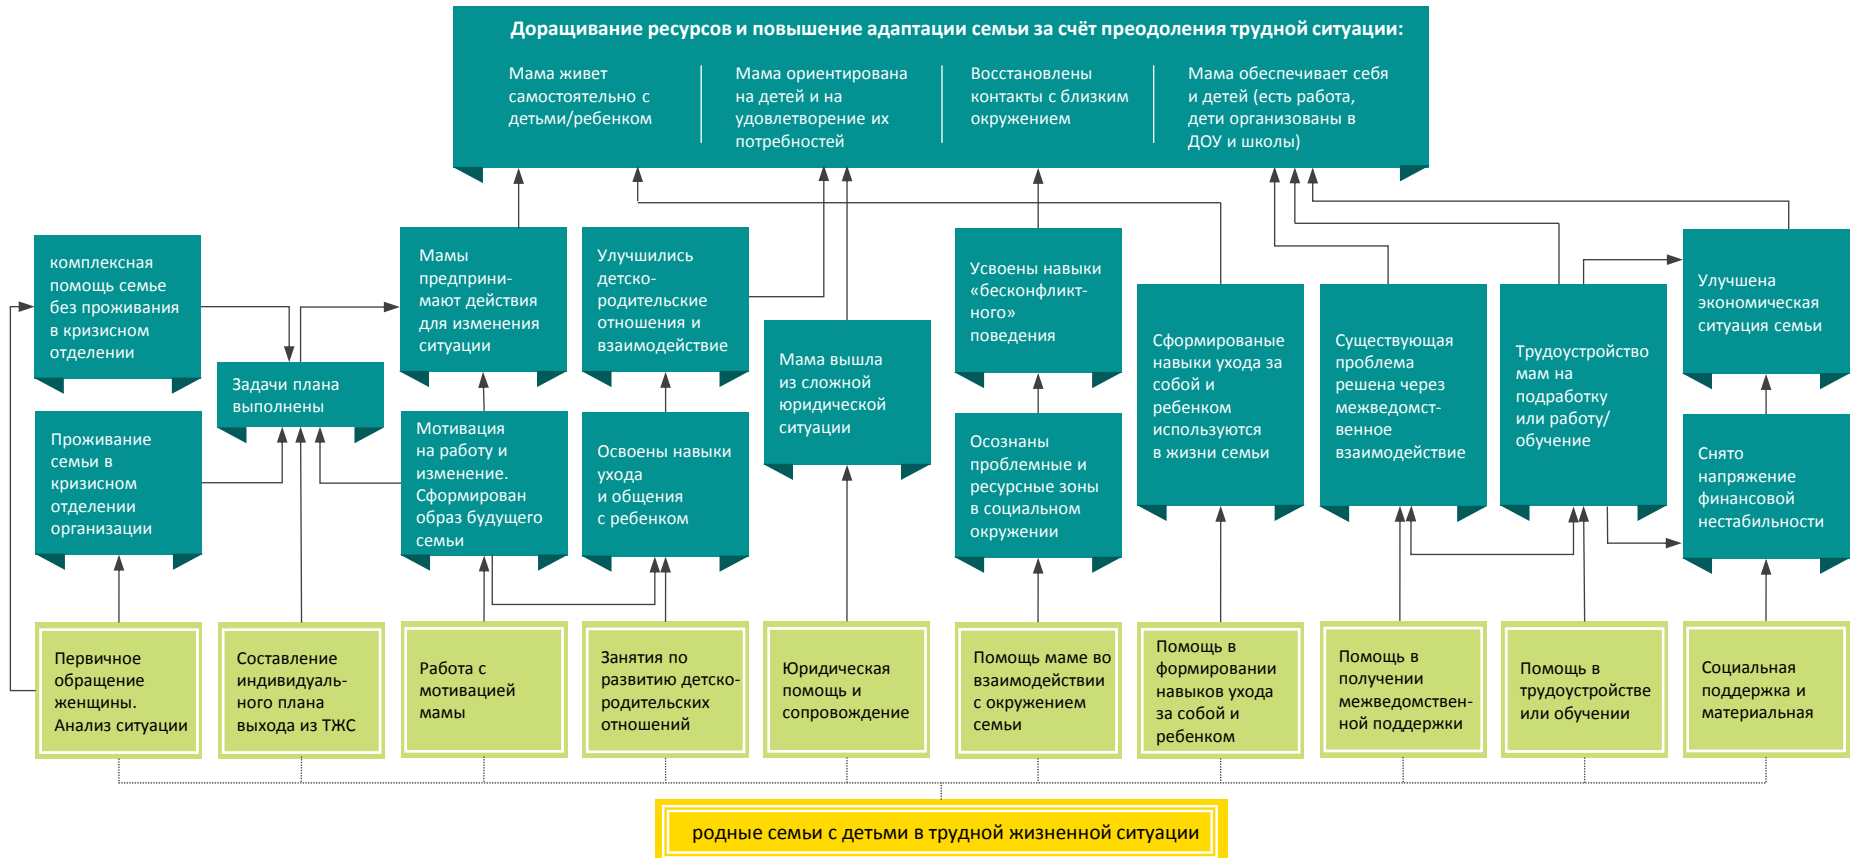 Доращивание ресурсов и повышение адаптации семьи за счёт преодоления трудной ситуации:
Мама живет
самостоятельно с
детьми/ребенком
Мама ориентирована
на детей и на
удовлетворение их
потребностей
Восстановлены
контакты с близким
окружением
Мама обеспечивает себя
и детей (есть работа,
дети организованы в
ДОУ и школы)
комплексная
помощь семье
без проживания
в кризисном
отделении
Задачи плана
выполнены
Проживание
семьи в
кризисном
отделении
организации
Мамы
предприни-
мают действия
для изменения
ситуации
Мотивация
на работу и
изменение.
Сформирован
образ будущего
семьи
Улучшились
детско-
родительские
отношения и
взаимодействие
Освоены навыки
ухода
и общения
с ребенком
Мама вышла
из сложной
юридической
ситуации
Усвоены навыки
«бесконфликт-
ного»
поведения
Осознаны
проблемные и
ресурсные зоны
в социальном
окружении
Сформированые
навыки ухода за
собой и
ребенком
используются
в жизни семьи
Существующая
проблема
решена через
межведомст-
венное
взаимодействие
Трудоустройство
мам на
подработку
или работу/
обучение
Улучшена
экономическая
ситуация семьи
Снято
напряжение
финансовой
нестабильности
Первичное
обращение
женщины.
Анализ ситуации
Составление
индивидуаль-
ного плана
выхода из ТЖС
Работа с
мотивацией
мамы
Занятия по
развитию детско-
родительских
отношений
Юридическая
помощь и
сопровождение
Помощь маме во
взаимодействии
с окружением
семьи
Помощь в
формировании
навыков ухода
за собой и
ребенком
Помощь в
получении
межведомствен-
ной поддержки
Помощь в
трудоустройстве
или обучении
Социальная
поддержка и
материальная
родные семьи с детьми в трудной жизненной ситуации